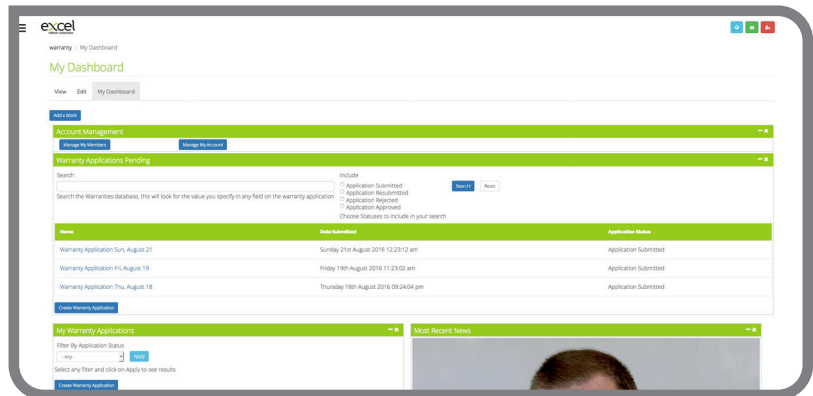 excel
warranty / My Dashboard
My Dashboard
View Edit My Dashboard
Add a block
Account Management
Manage My Members Manage My Account
Warranty Applications Pending
Search Include
Application Submitted Search! Reset
Application Resubmitted
Search the Warranties database, this will look for the value you specify in any field on the warranty application
Application Rejected
Application Approved
Choose Statuses to include in your search
Name Date Submitted Application Status
Warranty Application Sun, August 21 Sunday 21st August 2016 12:23:12 am Application Submitted
Warranty Application Fri, August 19 Friday 19th August 2016 11:23:02 am Application Submitted
Warranty Application Thu, August 18 Thursday 18th August 2016 09:24:04 pm Application Submitted
Create Warranty Application
My Warranty Applications Most Recent News
Filter By Application Status
- Any - Apply
Select any filter and click on Apply to see results
Create Warranty Application